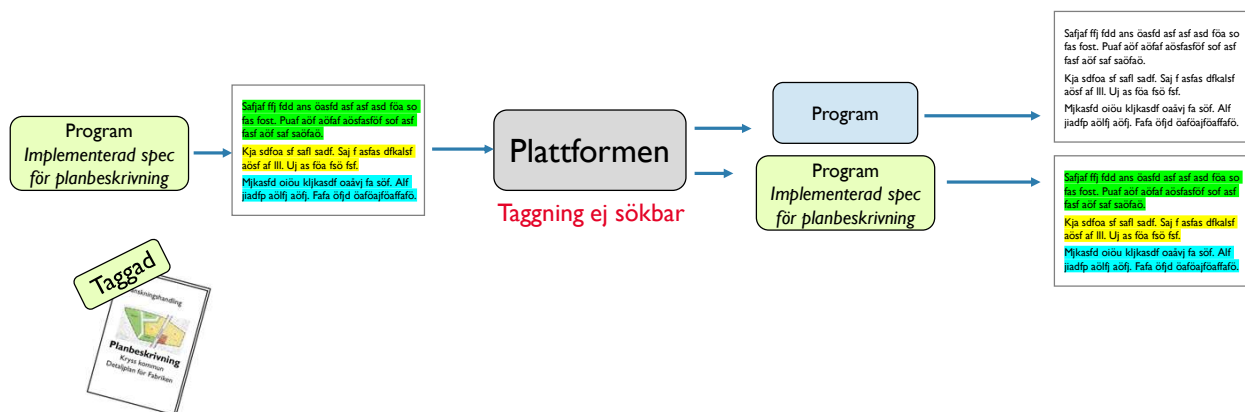 Program
Implementerad spec
för planbeskrivning
Safjaf ffj fdd ans öasfd asf asf asd föa so
fas fost. Puaf aöf aöfaf aösfasföf sof asf
fasf aöf saf saöfaö.
Kja sdfoa sf safl sadf. Saj f asfas dfkalsf
aösf af lll. Uj as föa fsö fsf.
Mjkasfd oiöu kljkasdf oaåvj fa söf. Alf
jiadfp aölfj aöfj. Fafa öfjd öaföajföaffafö.
Plattformen
Taggning ej sökbar
Program
Program
Implementerad spec
för planbeskrivning
Safjaf ffj fdd ans öasfd asf asf asd föa so
fas fost. Puaf aöf aöfaf aösfasföf sof asf
fasf aöf saf saöfaö.
Kja sdfoa sf safl sadf. Saj f asfas dfkalsf
aösf af lll. Uj as föa fsö fsf.
Mjkasfd oiöu kljkasdf oaåvj fa söf. Alf
jiadfp aölfj aöfj. Fafa öfjd öaföajföaffafö.
Safjaf ffj fdd ans öasfd asf asf asd föa so
fas fost. Puaf aöf aöfaf aösfasföf sof asf
fasf aöf saf saöfaö.
Kja sdfoa sf safl sadf. Saj f asfas dfkalsf
aösf af lll. Uj as föa fsö fsf.
Mjkasfd oiöu kljkasdf oaåvj fa söf. Alf
jiadfp aölfj aöfj. Fafa öfjd öaföajföaffafö.
Taggad
Planbeskrivning
Kryss kommun
Detaljplan för Fabriken